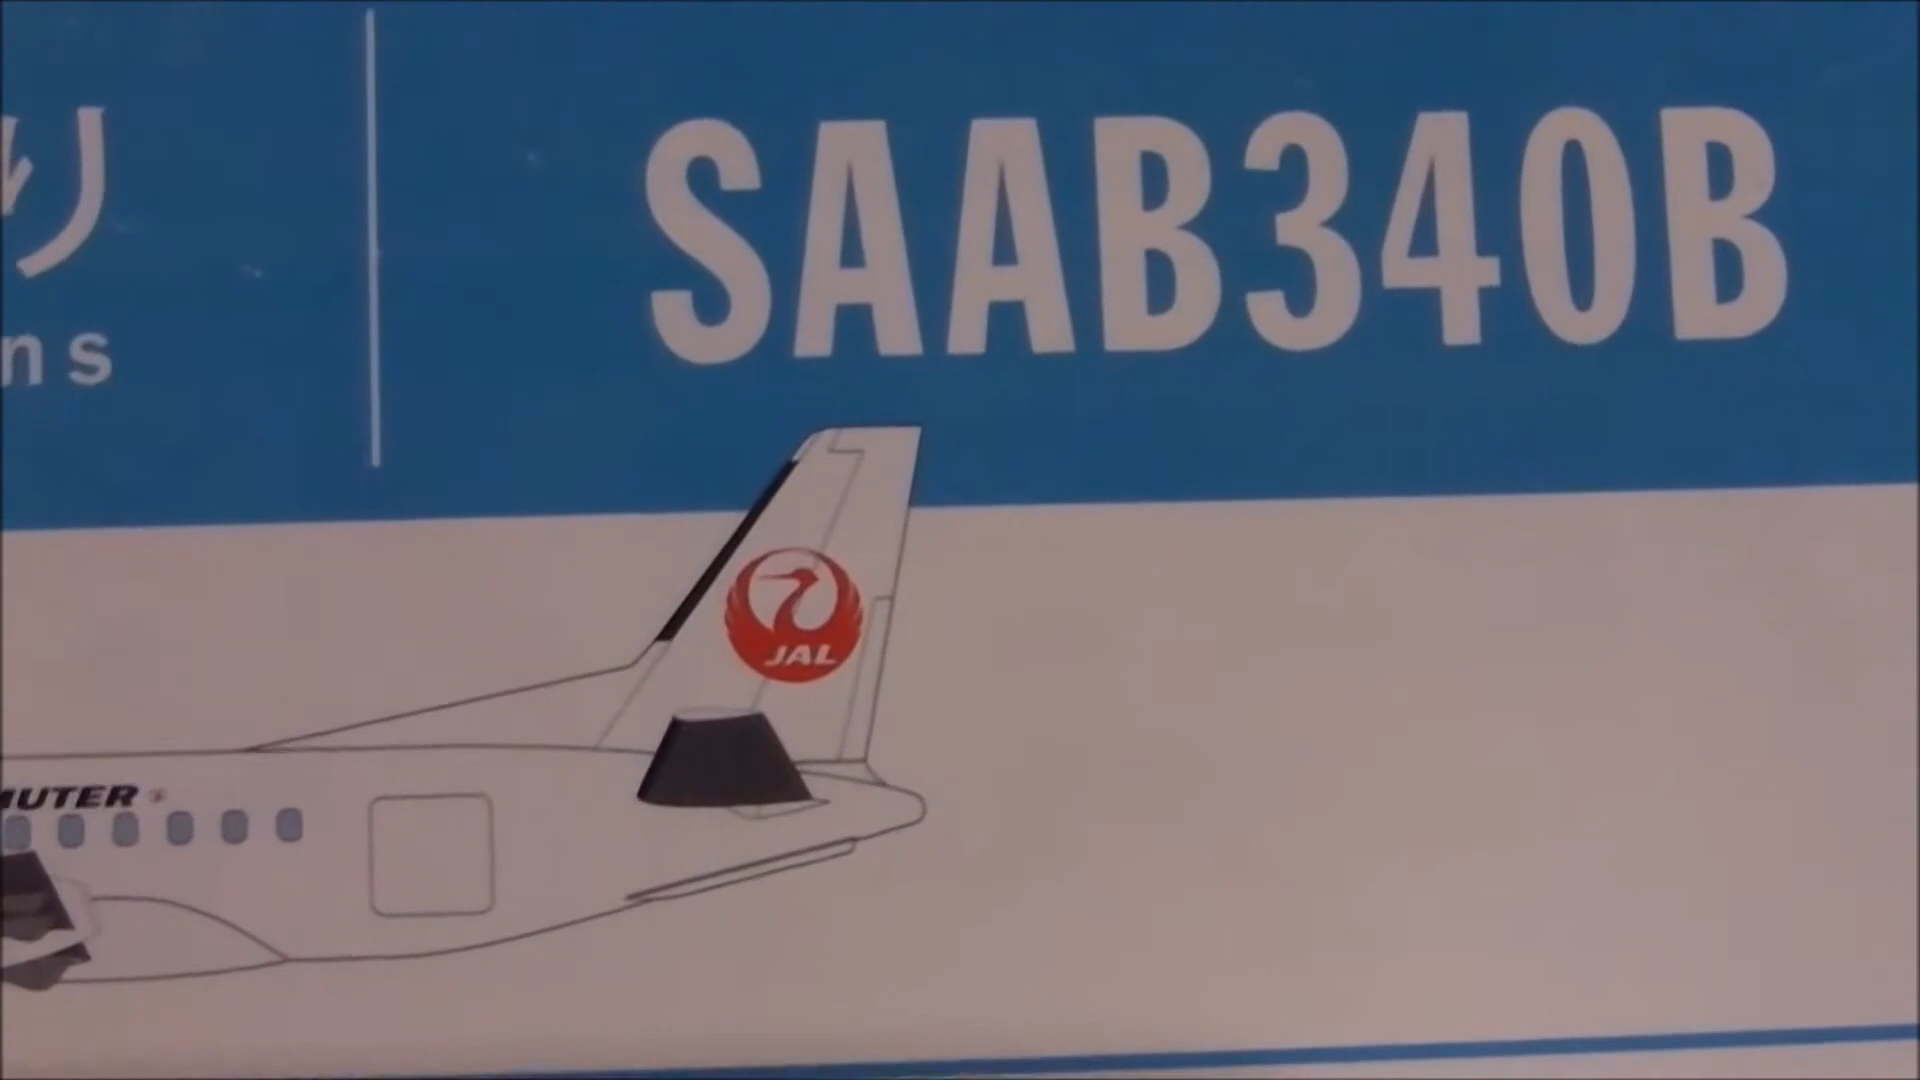 り
ns
SAAB340B
JAL
MUTER